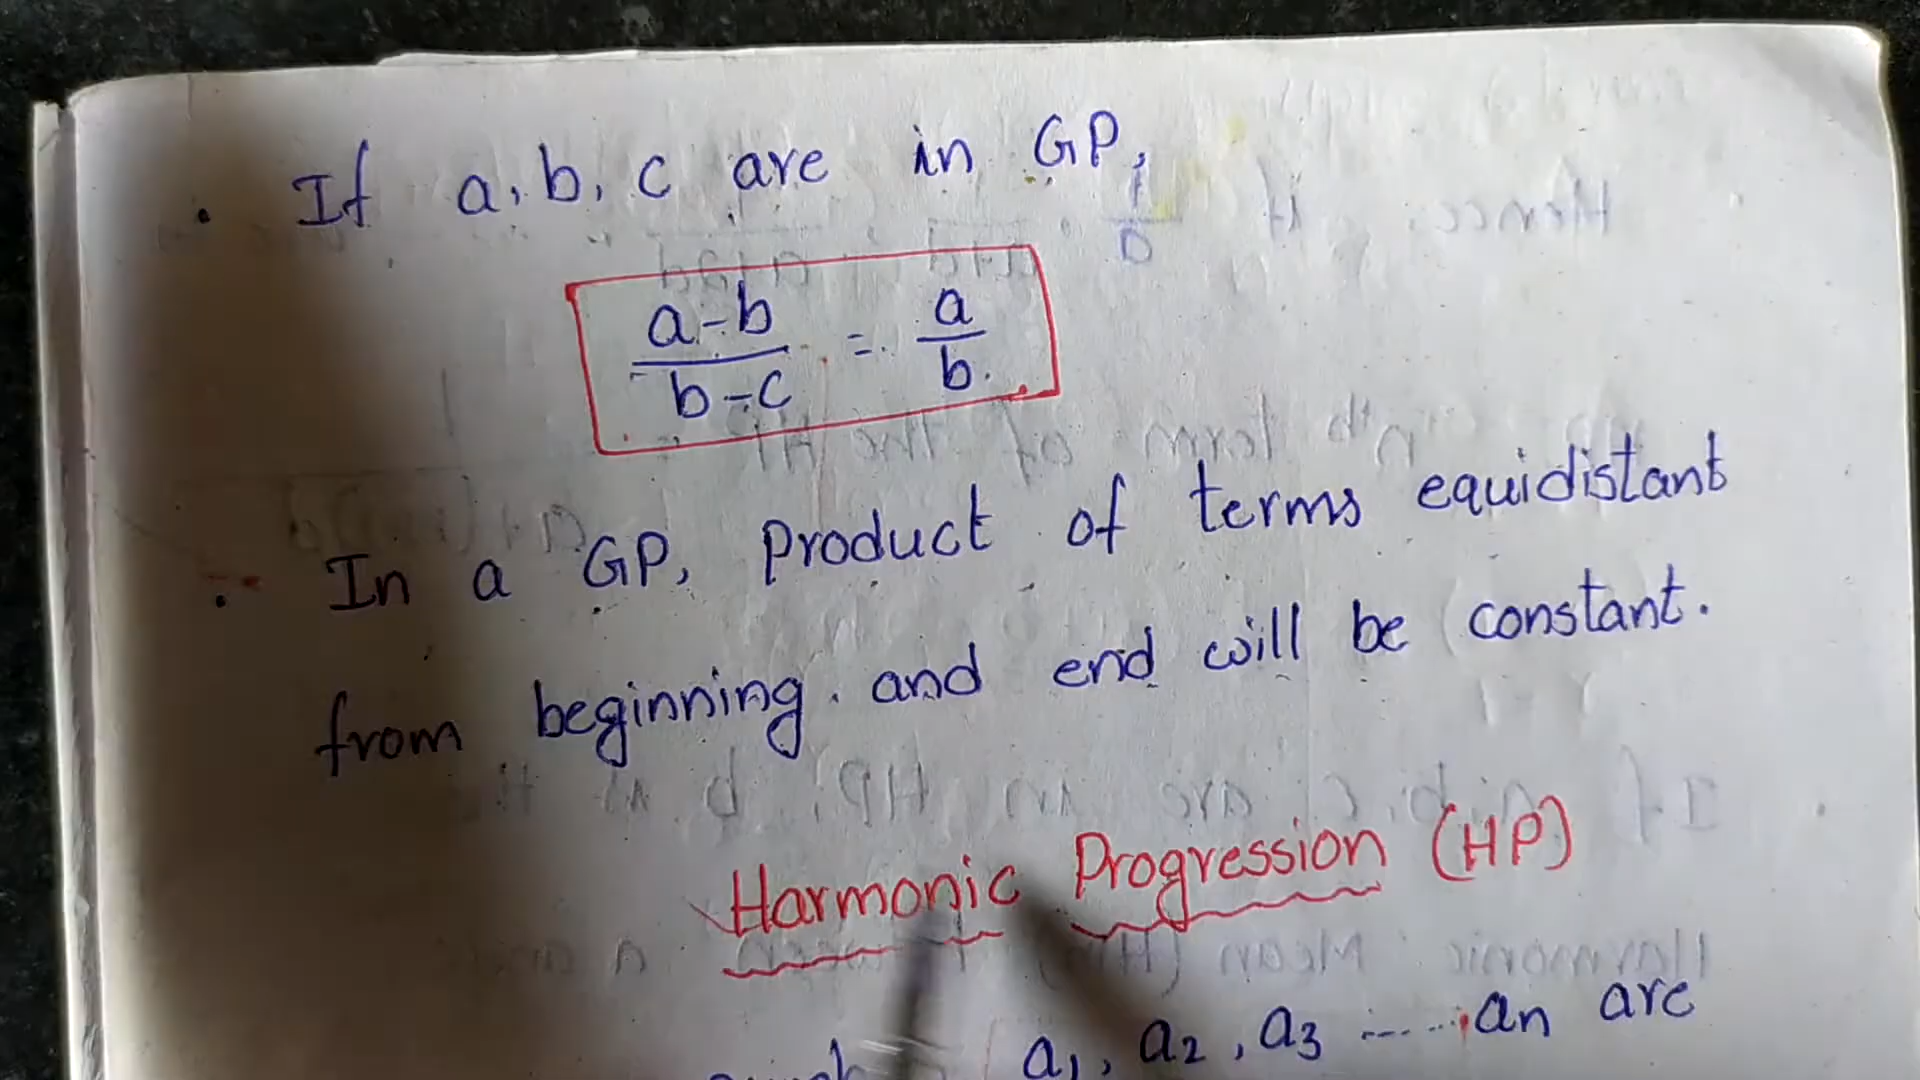 . If a, b, c are in GP,
a-b / b-c = a / b
. In a GP, Product of terms equidistant
from beginning and end will be constant.
Harmonic Progression (HP)
a1, a2, a3 ..... an are